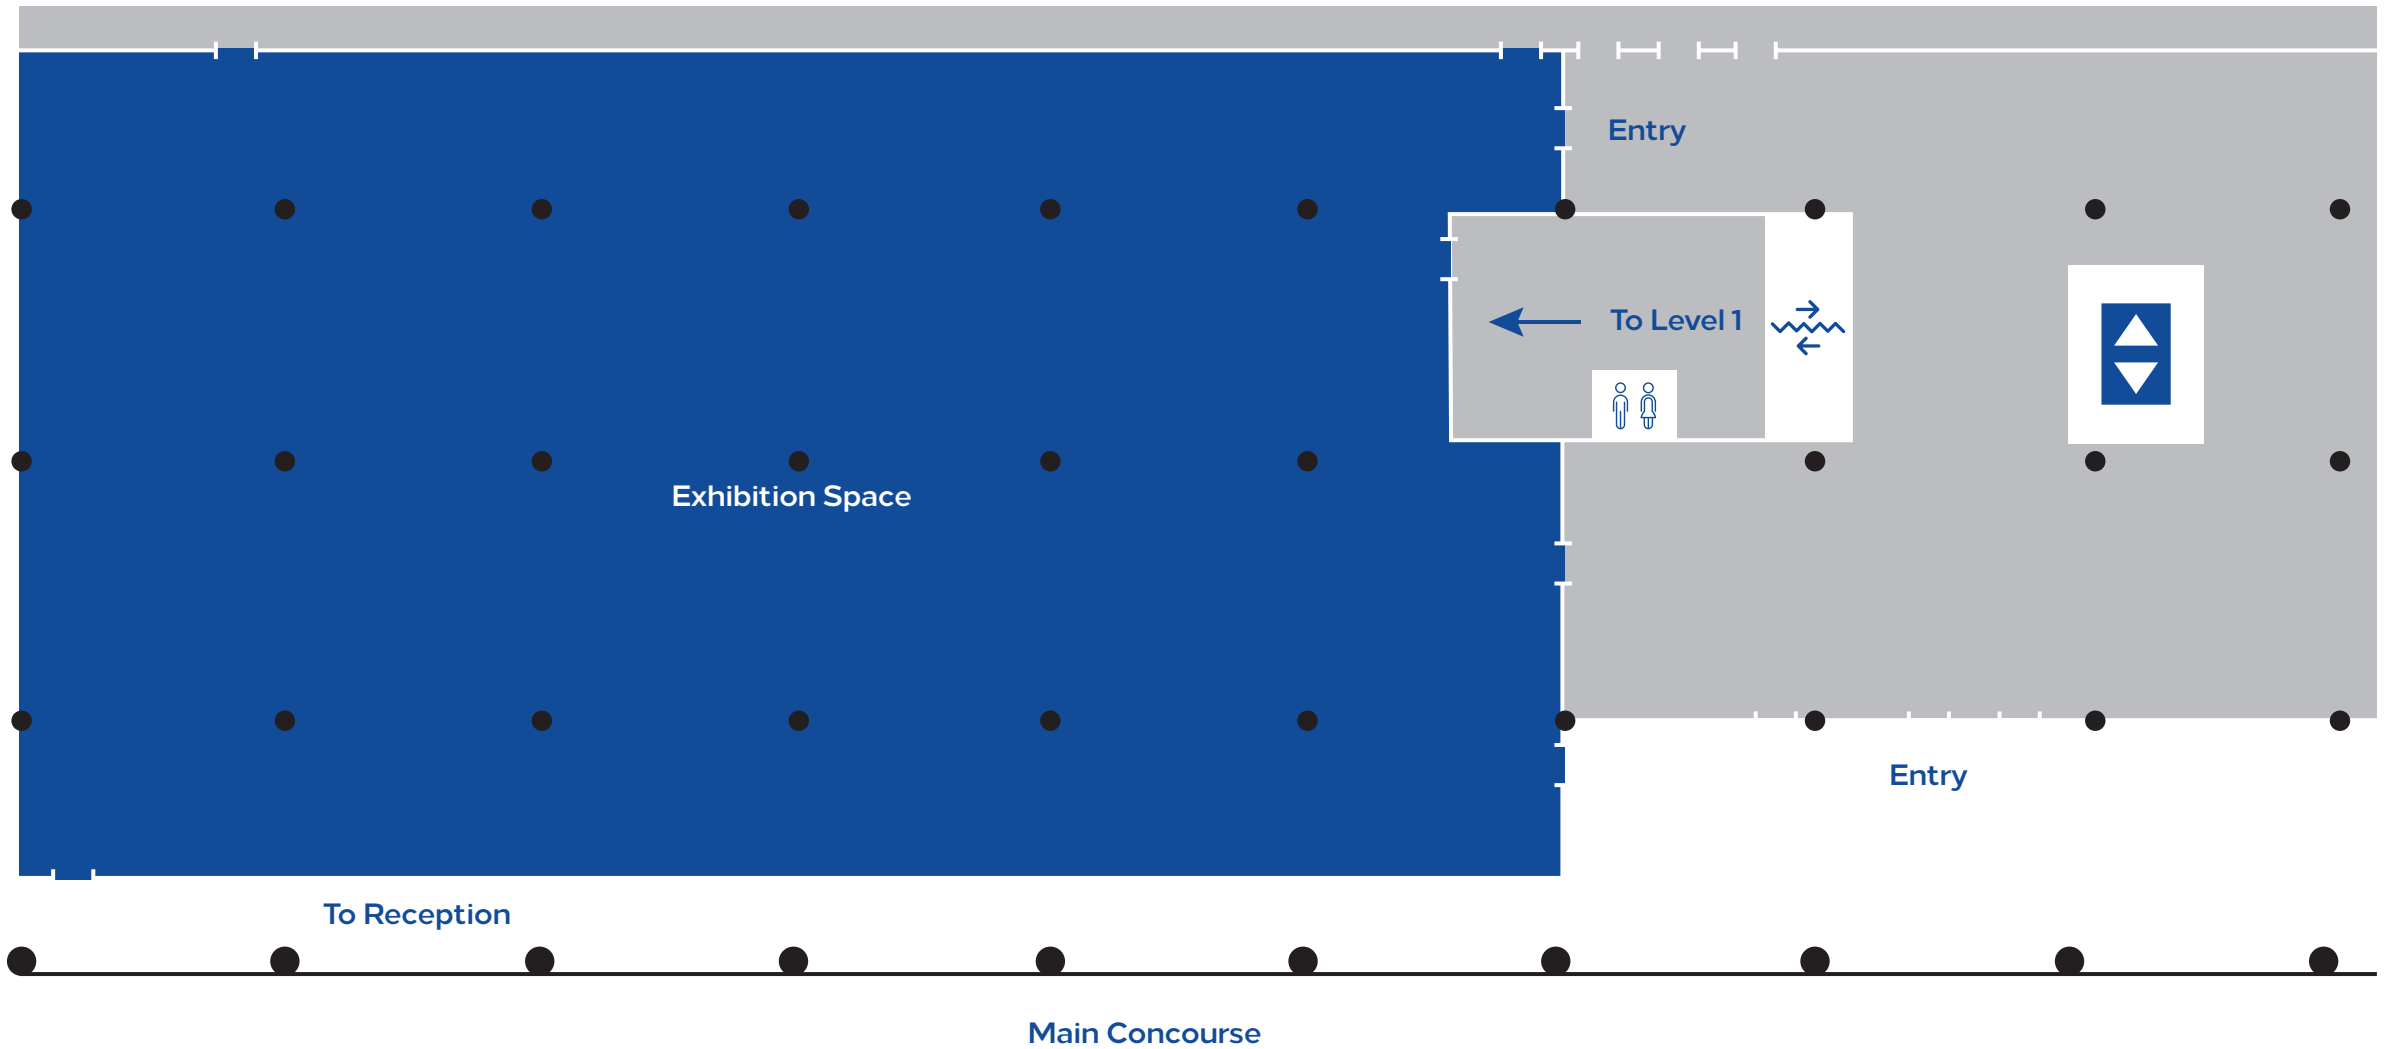 Entry
To Level 1
Exhibition Space
Entry
To Reception
Main Concourse